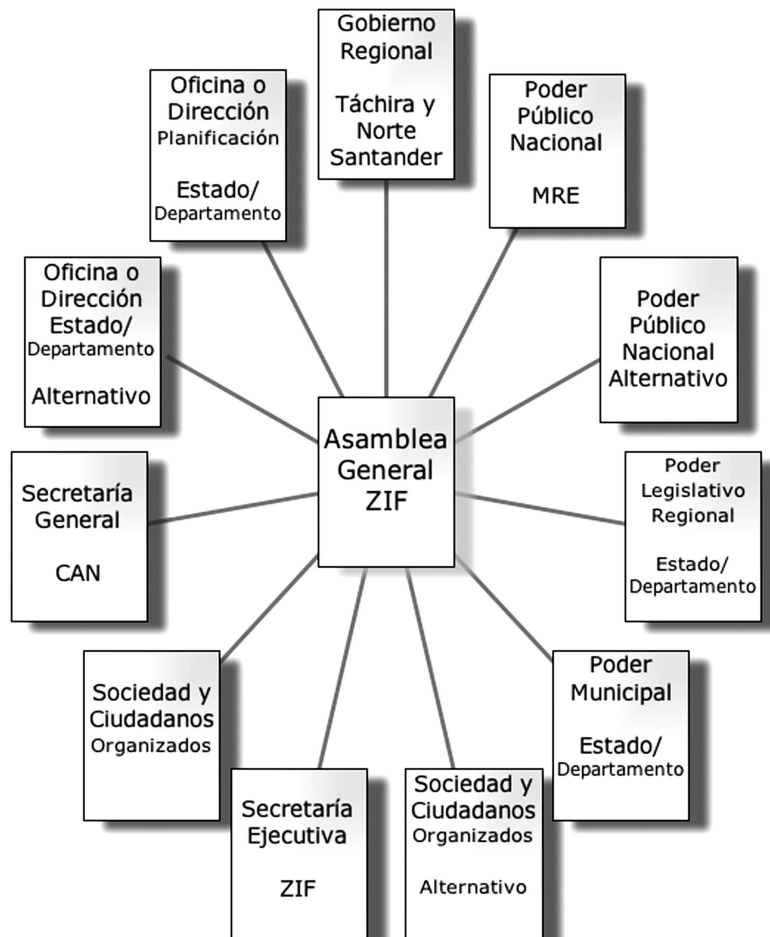 Gobierno
Regional
Táchira y
Norte
Santander
Oficina o
Dirección
Planificación
Estado/
Departamento
Poder
Público
Nacional
MRE
Oficina o
Dirección
Estado/
Departamento
Alternativo
Poder
Público
Nacional
Alternativo
Asamblea
General
ZIF
Secretaría
General
CAN
Poder
Legislativo
Regional
Estado/
Departamento
Sociedad y
Ciudadanos
Organizados
Poder
Municipal
Estado/
Departamento
Secretaría
Ejecutiva
ZIF
Sociedad y
Ciudadanos
Organizados
Alternativo